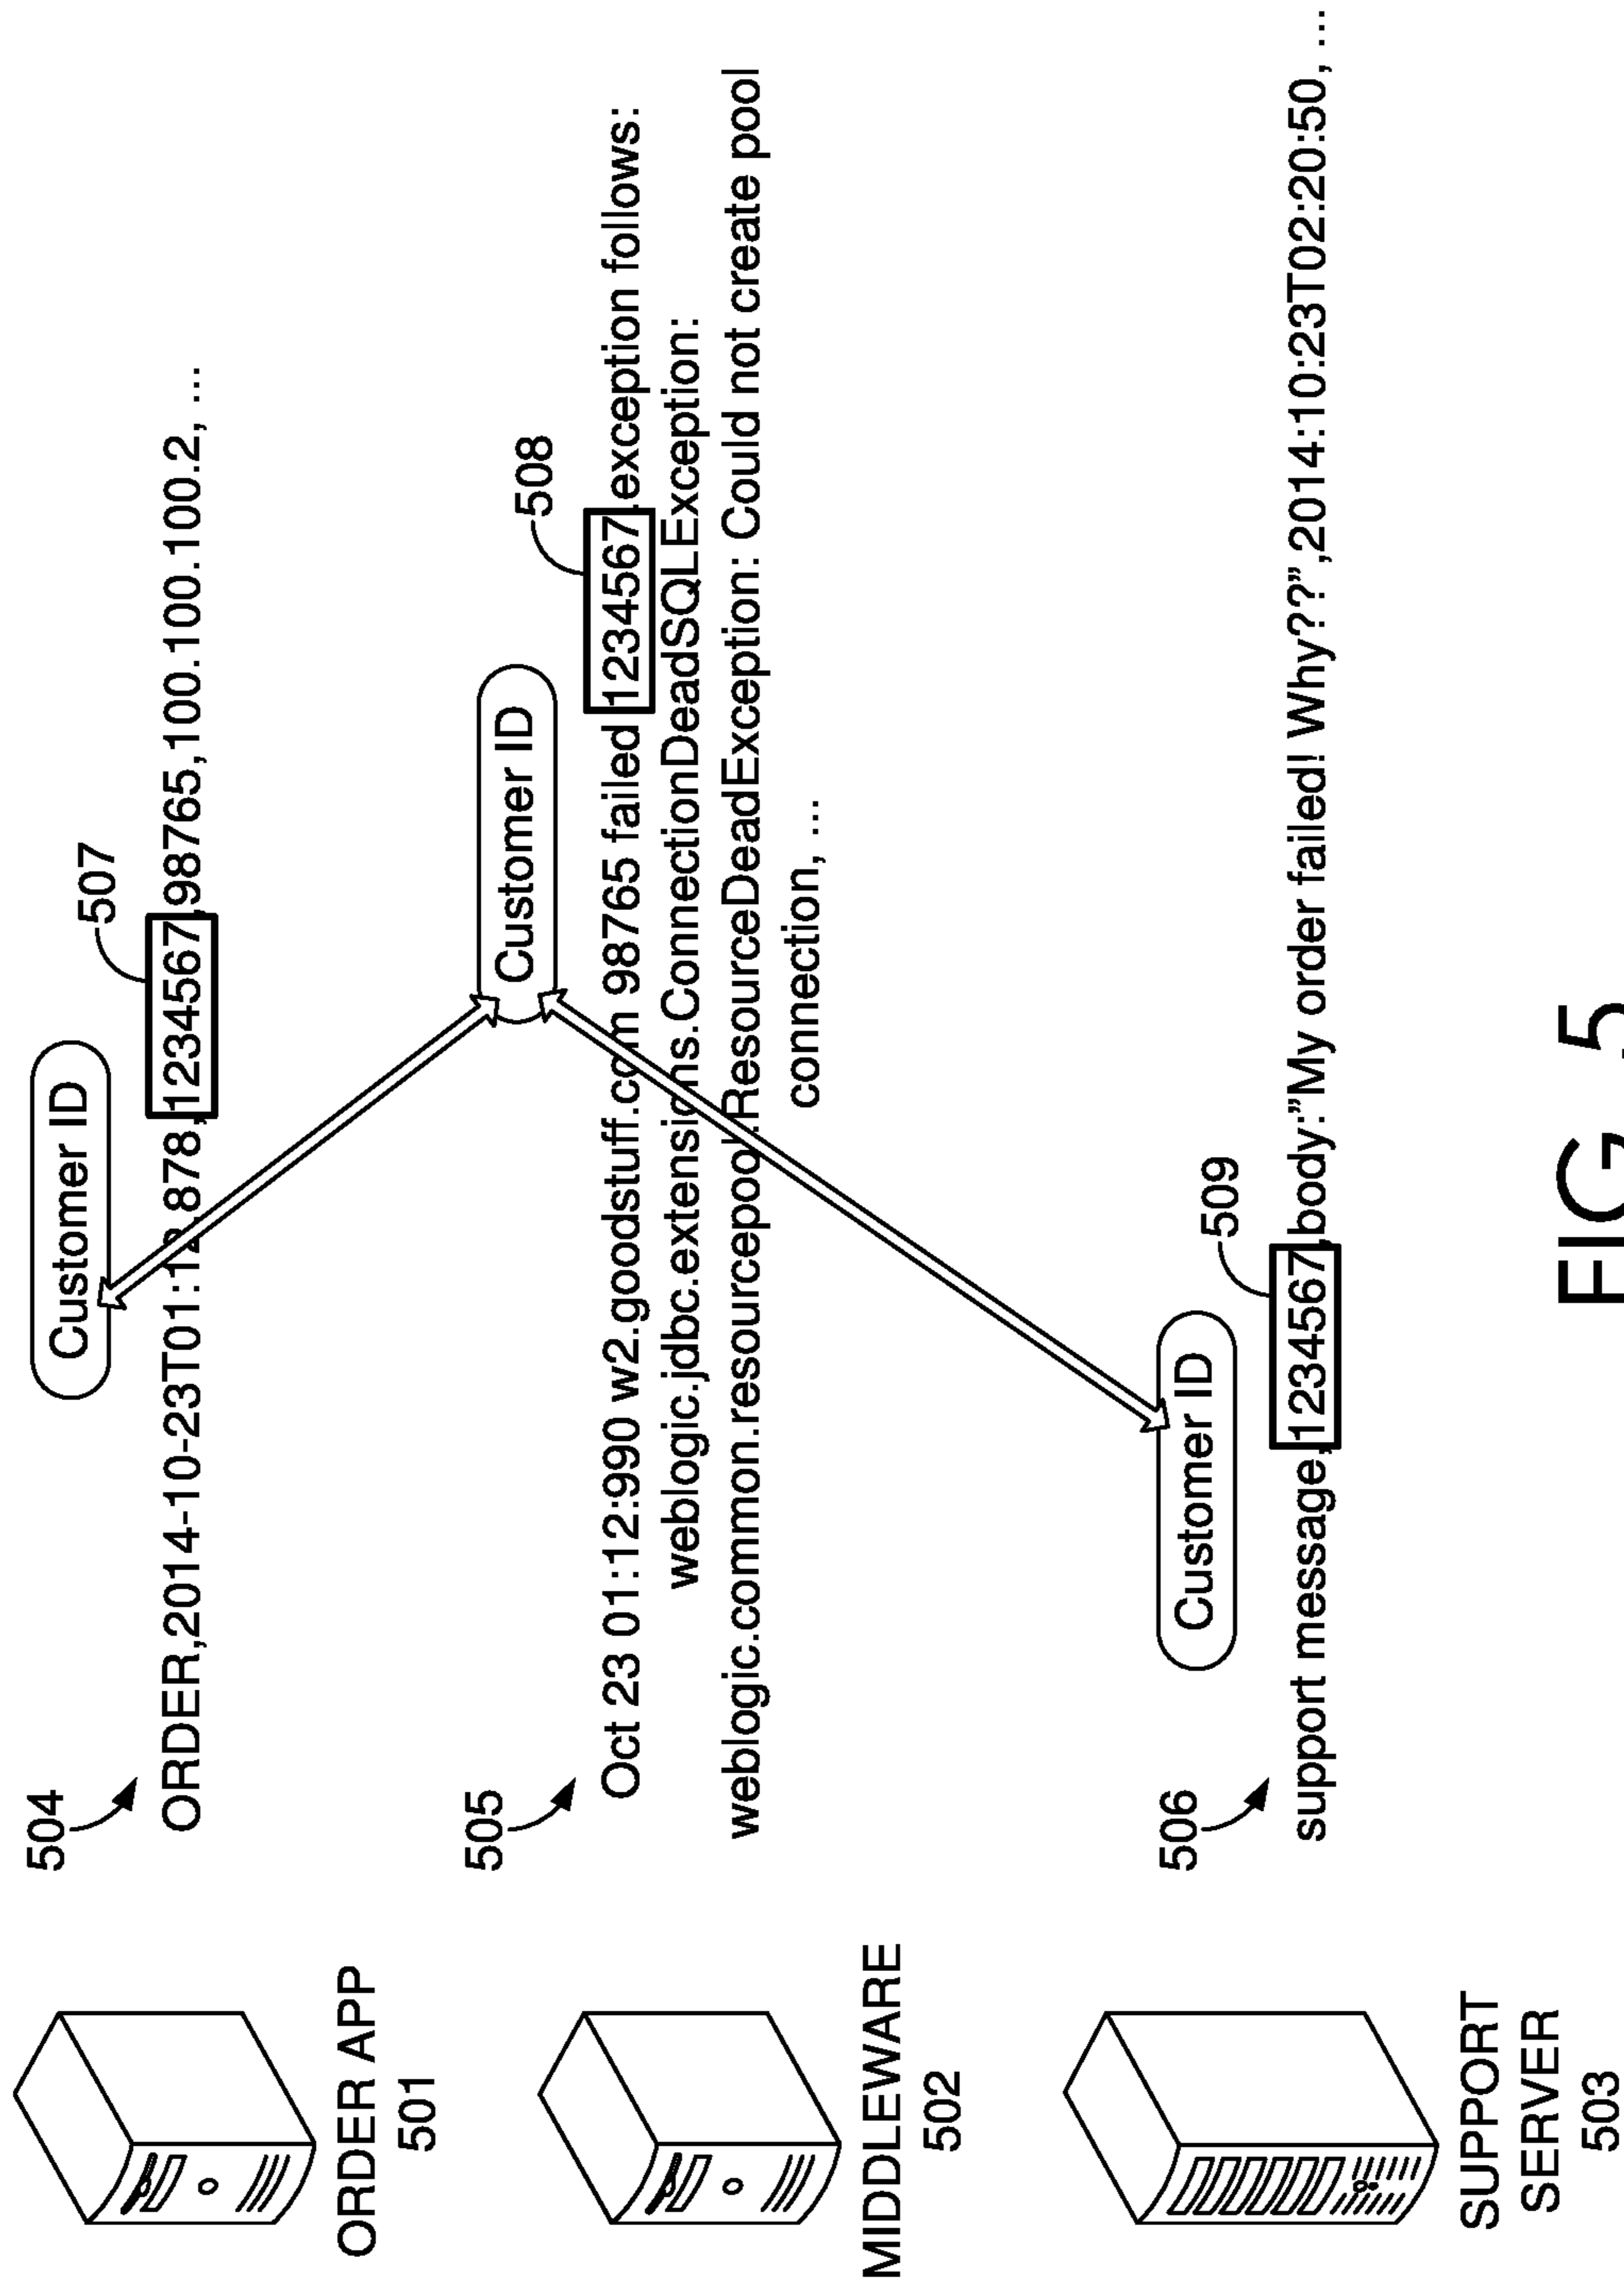 504
Customer ID
507
ORDER,2014-10-23T01:12.878,1234567,98765,100.100.100.2, ...
ORDER APP
501
505
Customer ID
508
Oct 23 01:12:990 w2.goodstuff.com 98765 failed 1234567,exception follows:
weblogic.jdbc.extensions.ConnectionDeadSQLException:
weblogic.common.resourcepool.ResourceDeadException: Could not create pool
connection, ...
MIDDLEWARE
502
506
Customer ID
509
support message,1234567,body:”My order failed! Why???”,2014:10:23T02:20:50, ...
SUPPORT
SERVER
503
FIG. 5